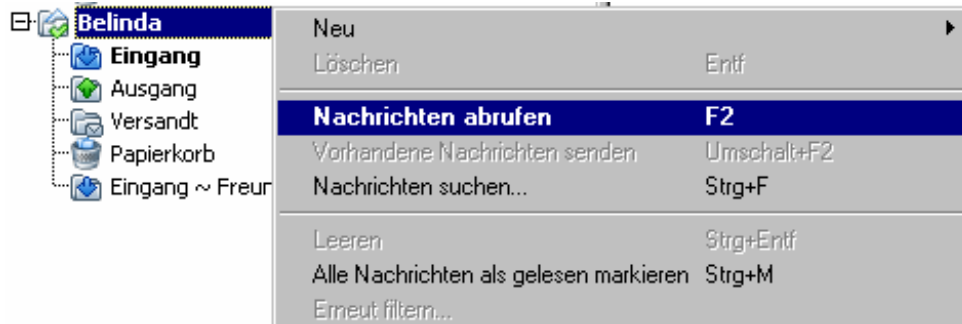 Belinda
Eingang
Ausgang
Versandt
Papierkorb
Eingang ~ Freun
Neu
Löschen Entf
Nachrichten abrufen F2
Vorhandene Nachrichten senden Umschalt+F2
Nachrichten suchen... Strg+F
Leeren Strg+Entf
Alle Nachrichten als gelesen markieren Strg+M
Erneut filtern...